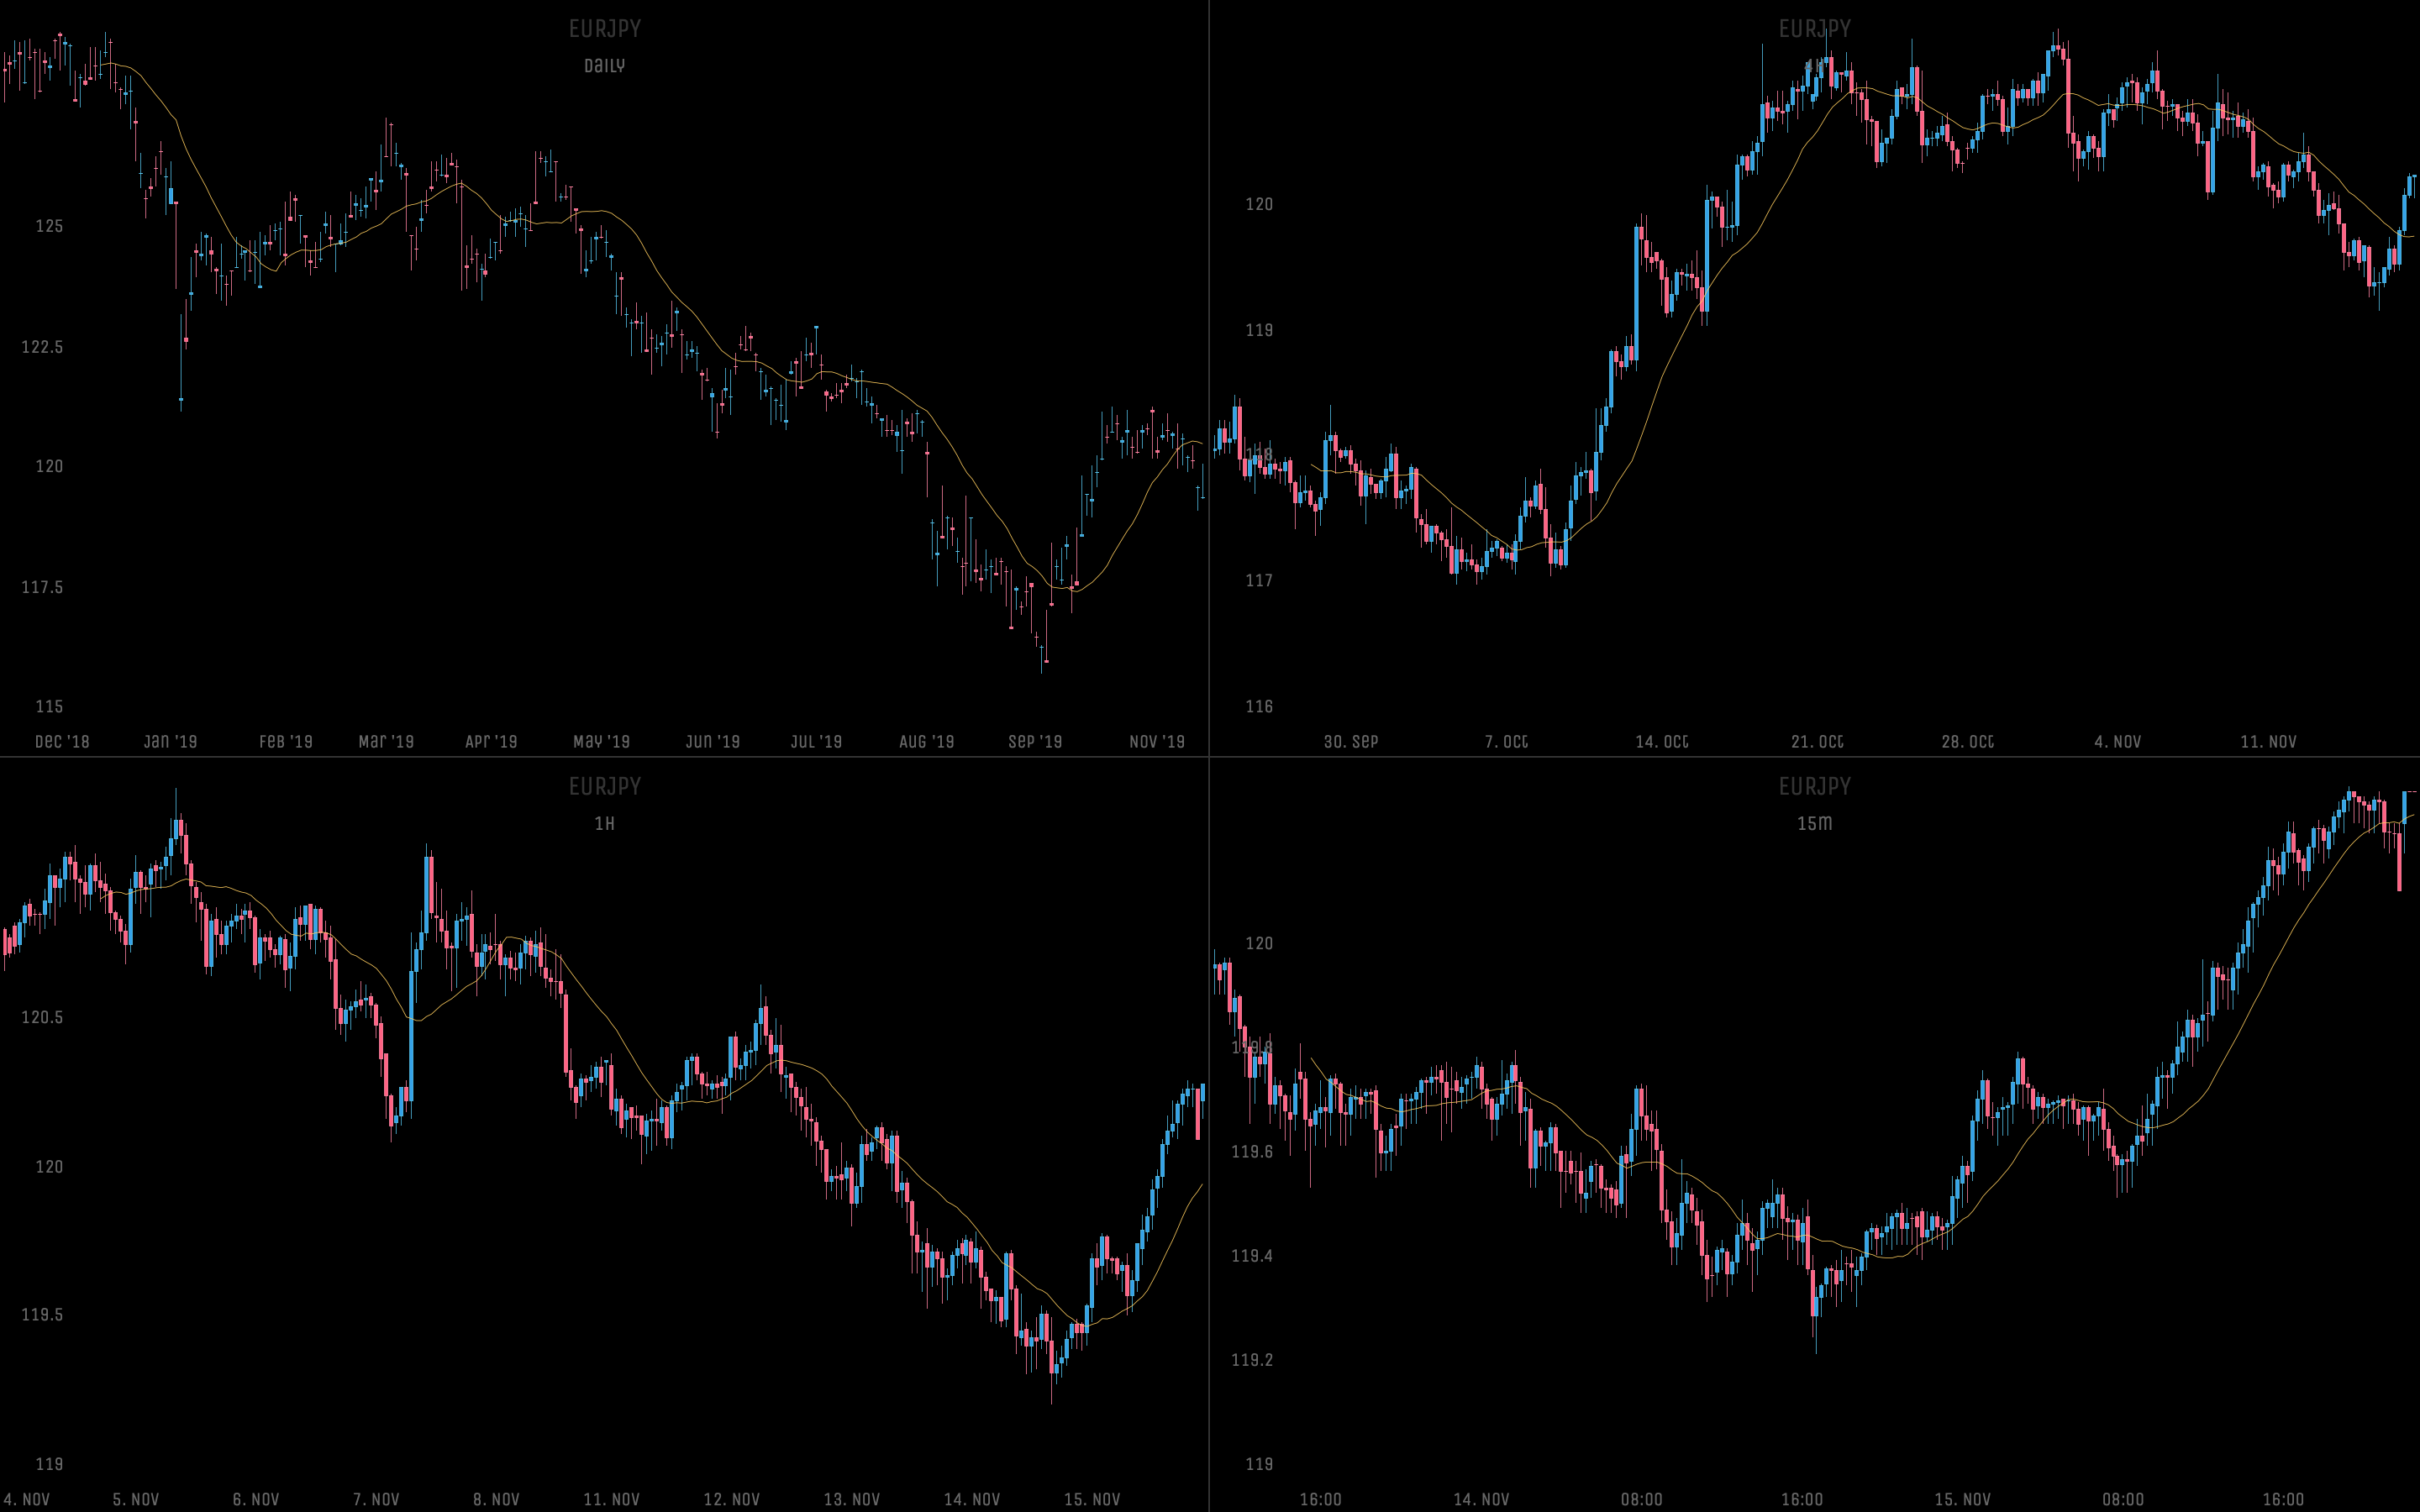 EURJPY
Daily
125
122.5
120
117.5
115
Dec '18 Jan '19 Feb '19 Mar '19 Apr '19 May '19 Jun '19 Jul '19 Aug '19 Sep '19 Nov '19
EURJPY
120
119
118
117
116
30. Sep 7. Oct 14. Oct 21. Oct 28. Oct 4. Nov 11. Nov
EURJPY
1H
120.5
120
119.5
119
4. Nov 5. Nov 6. Nov 7. Nov 8. Nov 11. Nov 12. Nov 13. Nov 14. Nov 15. Nov
EURJPY
15M
120
119.8
119.6
119.4
119.2
119
16:00 14. Nov 08:00 16:00 15. Nov 08:00 16:00